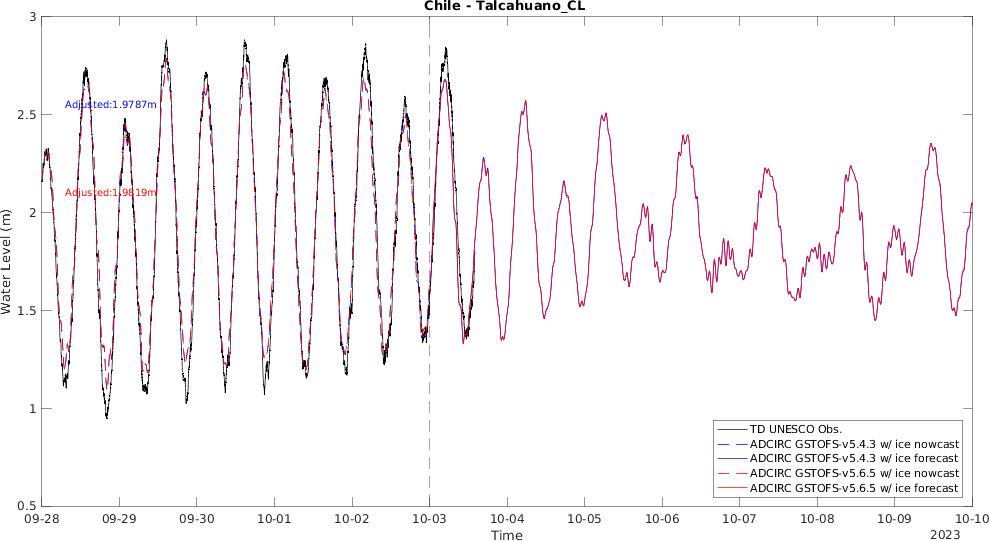 Chile - Talcahuano_CL
3
2.5
2
1.5
1
0.5
Water Level (m)
Adjusted:1.9787m
Adjusted:1.9819m
TD UNESCO Obs.
ADCIRC GSTOFS-v5.4.3 w/ ice nowcast
ADCIRC GSTOFS-v5.4.3 w/ ice forecast
ADCIRC GSTOFS-v5.6.5 w/ ice nowcast
ADCIRC GSTOFS-v5.6.5 w/ ice forecast
09-28 09-29 09-30 10-01 10-02 10-03 10-04 10-05 10-06 10-07 10-08 10-09 10-10
Time
2023